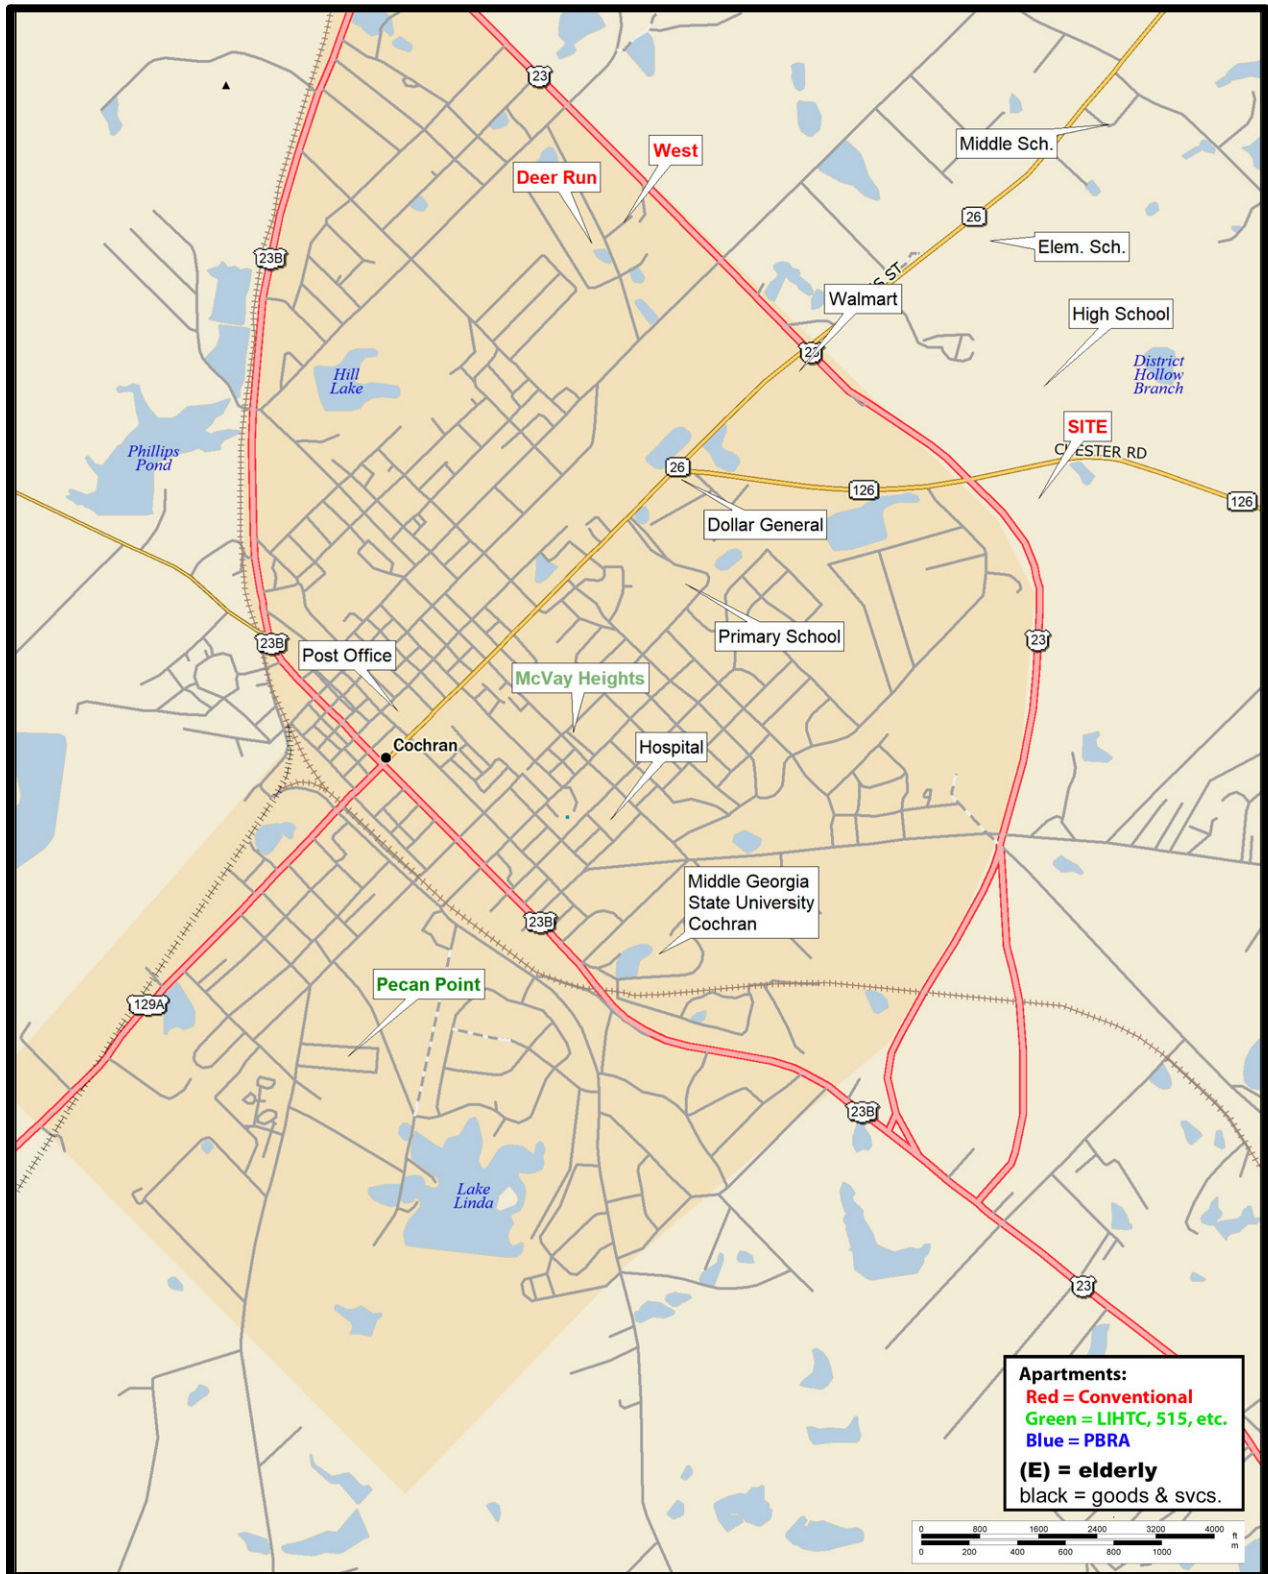 23
West
Deer Run
Middle Sch.
26
Elem. Sch.
23B
S ST
Walmart
High School
23
Hill
Lake
District
Hollow
Branch
SITE
Phillips
Pond
CHESTER RD
26
126
126
Dollar General
Primary School
23B
23
Post Office
McVay Heights
Cochran
Hospital
Middle Georgia
State University
Cochran
23B
Pecan Point
129A
23B
Lake
Linda
23
Apartments:
Red = Conventional
Green = LIHTC, 515, etc.
Blue = PBRA
(E) = elderly
black = goods & svcs.
0 800 1600 2400 3200 4000 ft
0 200 400 600 800 1000 m